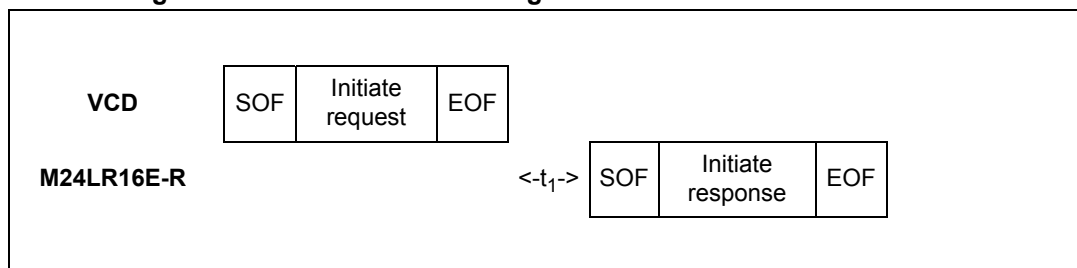 VCD SOF Initiate request EOF
M24LR16E-R <-t1-> SOF Initiate response EOF